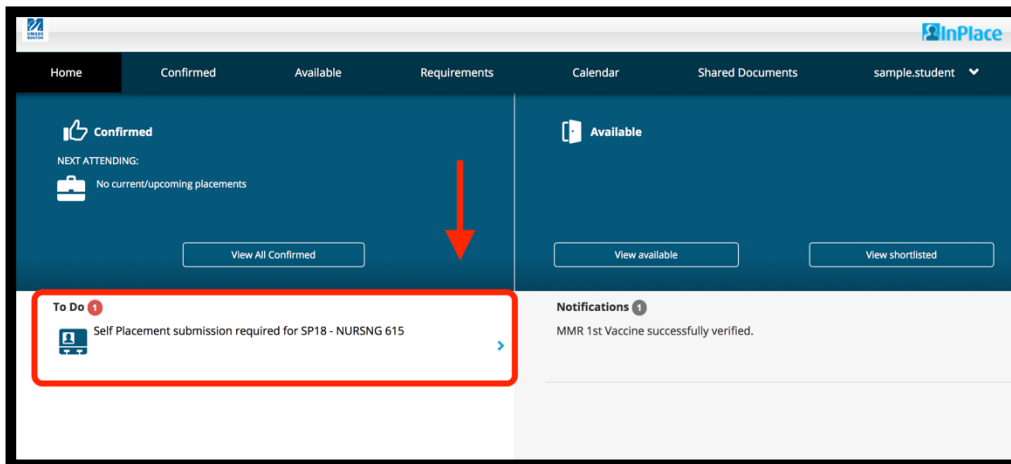 UMASS
BOSTON
InPlace
Home
Confirmed
Available
Requirements
Calendar
Shared Documents
sample.student
Confirmed
NEXT ATTENDING:
No current/upcoming placements
View All Confirmed
Available
View available
View shortlisted
To Do 1
Self Placement submission required for SP18 - NURSNG 615
Notifications 1
MMR 1st Vaccine successfully verified.